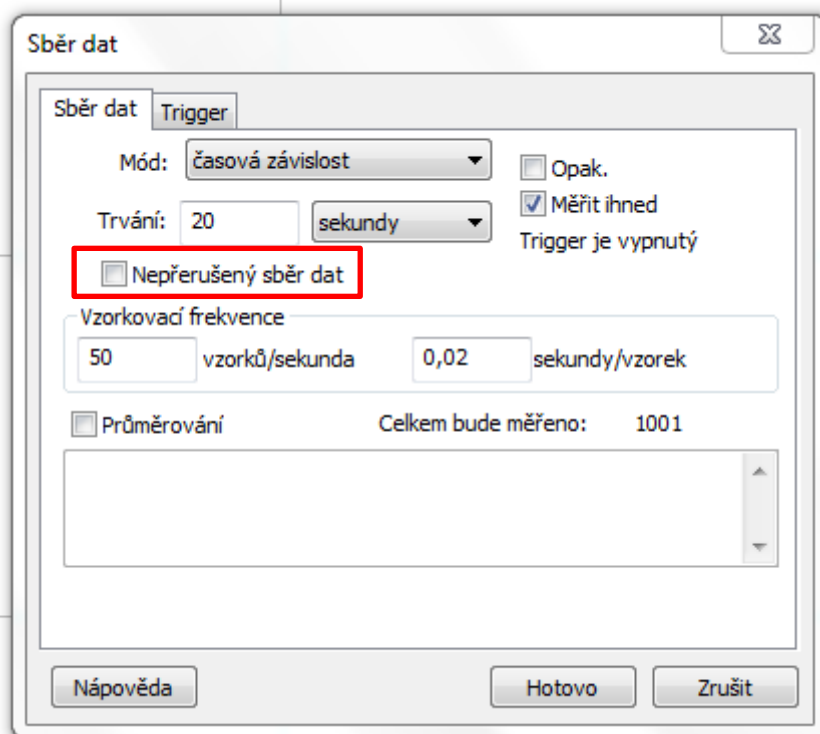 Sběr dat
Sběr dat Trigger
Mód: časová závislost
Opak.
Trvání: 20 sekundy
Měřit ihned
Trigger je vypnutý
Nepřerušený sběr dat
Vzorkovací frekvence
50 vzorků/sekunda 0,02 sekundy/vzorek
Průměrování Celkem bude měřeno: 1001
Nápověda Hotovo Zrušit